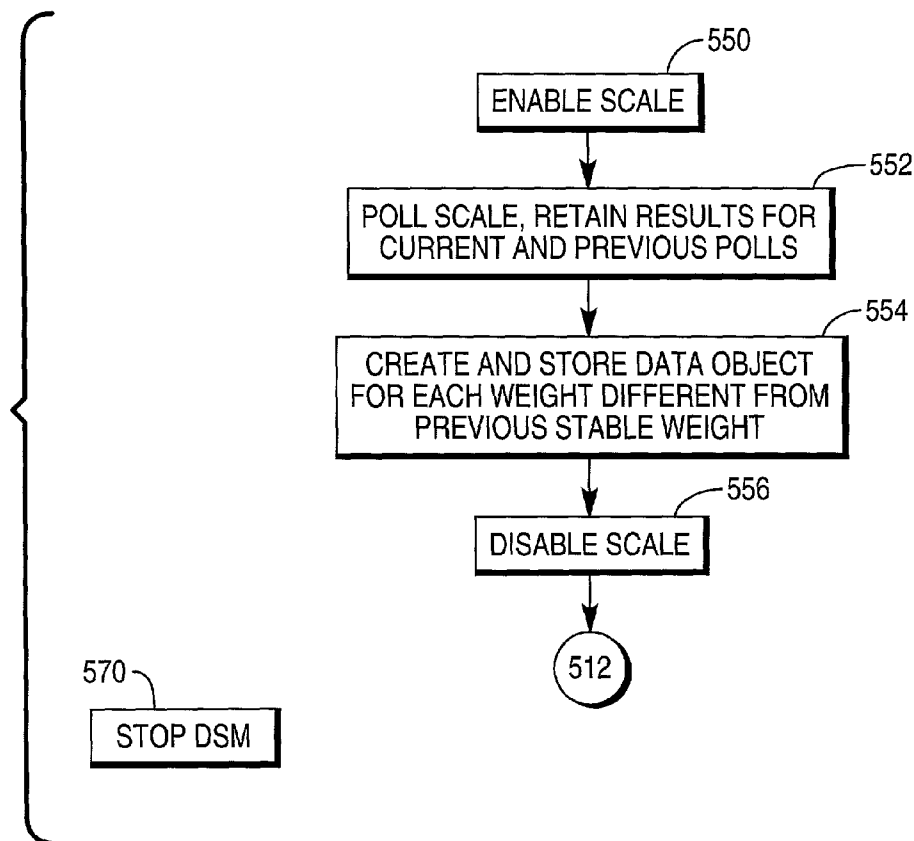 550
ENABLE SCALE
552
POLL SCALE, RETAIN RESULTS FOR
CURRENT AND PREVIOUS POLLS
554
CREATE AND STORE DATA OBJECT
FOR EACH WEIGHT DIFFERENT FROM
PREVIOUS STABLE WEIGHT
556
DISABLE SCALE
512
570
STOP DSM